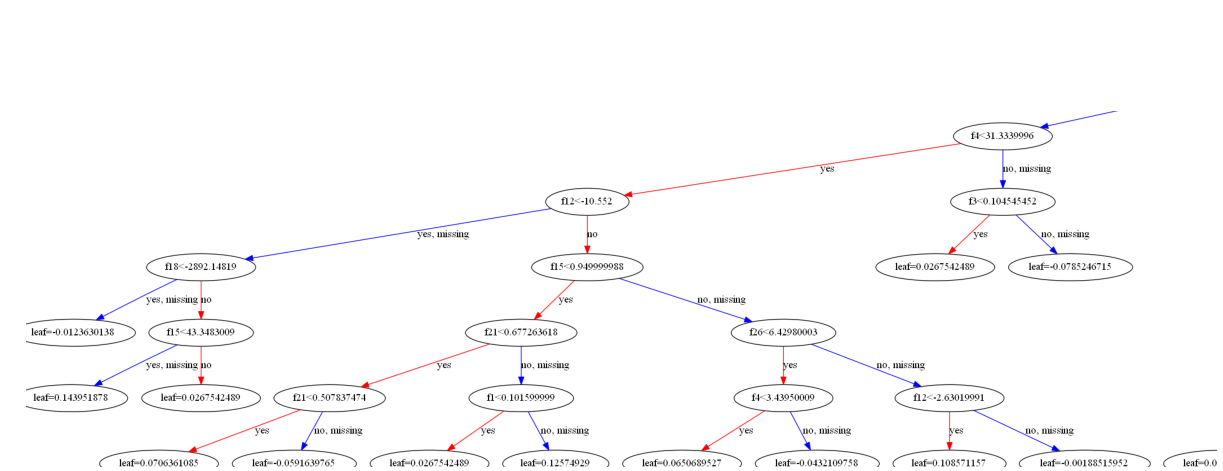 f4<31.3339996
yes
no, missing
f12<-10.552
f3<0.104545452
yes, missing
no
yes
no, missing
f18<-2892.14819
f15<0.949999988
leaf=0.0267542489
leaf=-0.0785246715
yes, missing
no
yes
no, missing
leaf=-0.0123630138
f15<43.3483009
f21<0.677263618
f26<6.42980003
yes, missing
no
yes
no, missing
yes
no, missing
leaf=0.143951878
leaf=0.0267542489
f21<0.507837474
f1<0.101599999
f4<3.43950009
f12<-2.63019991
yes
no, missing
yes
no, missing
yes
no, missing
yes
no, missing
leaf=0.0706361085
leaf=-0.0591639765
leaf=0.0267542489
leaf=0.12574929
leaf=0.0650689527
leaf=-0.0432109758
leaf=0.108571157
leaf=-0.00188515952
leaf=0.0